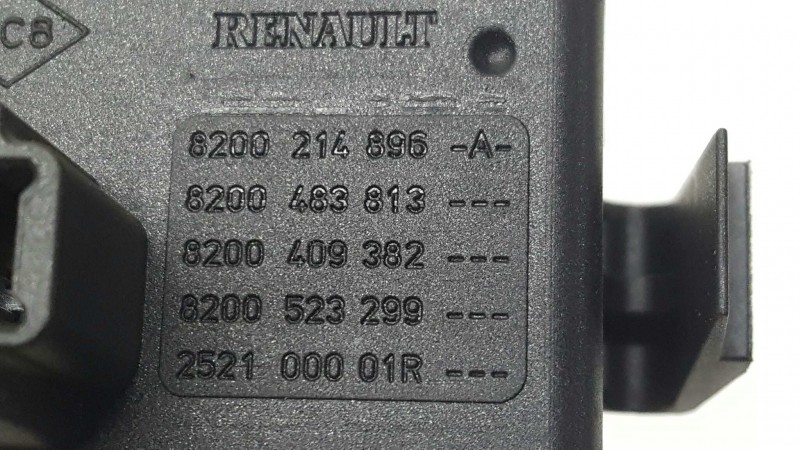 C8
RENAULT
8200 214 896 -A-
8200 483 813 ---
8200 409 382 ---
8200 523 299 ---
2521 000 01R ---